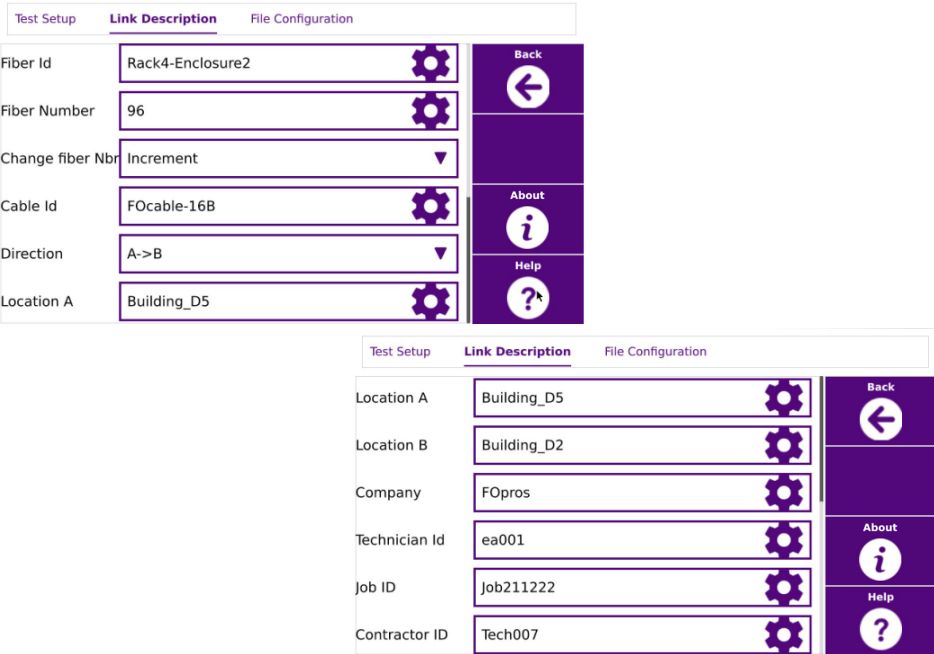 Test Setup Link Description File Configuration
Fiber Id Rack4-Enclosure2
Back
Fiber Number 96
Change fiber Nbr Increment
Cable Id FOcable-16B
About
i
Direction A->B
Help
?
Location A Building_D5
Test Setup Link Description File Configuration
Location A Building_D5
Back
Location B Building_D2
Company FOpros
Technician Id ea001
About
i
Job ID Job211222
Help
?
Contractor ID Tech007